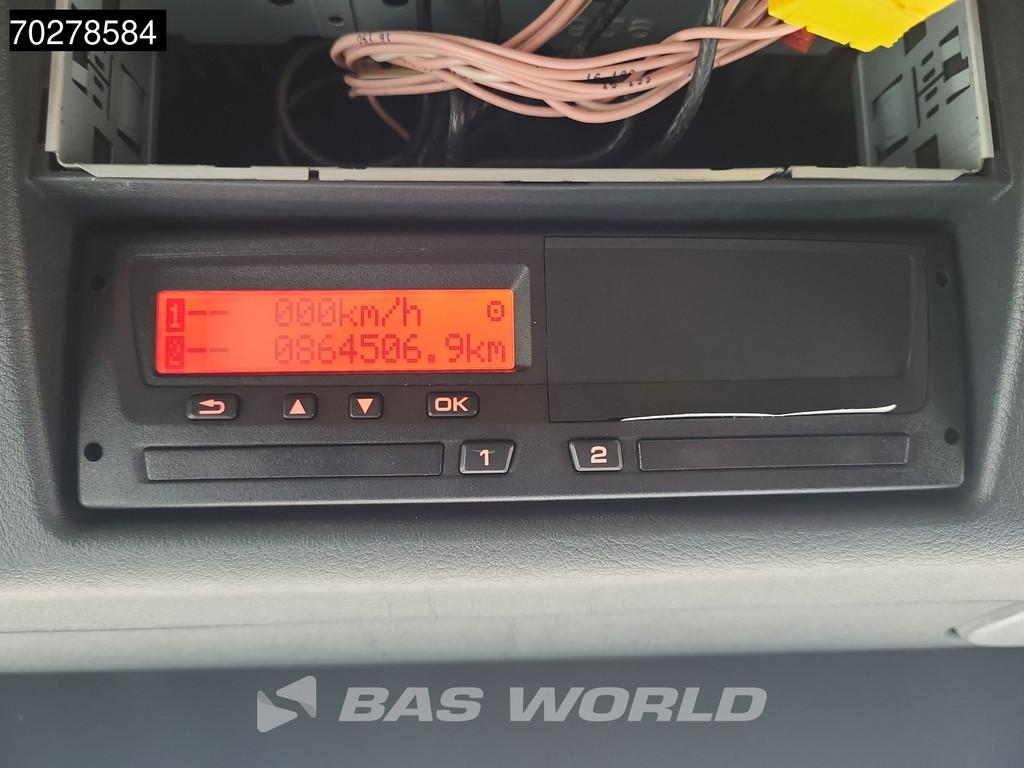 70278584
1-- 000km/h
2-- 0864506.9km
OK
1
2
BAS WORLD